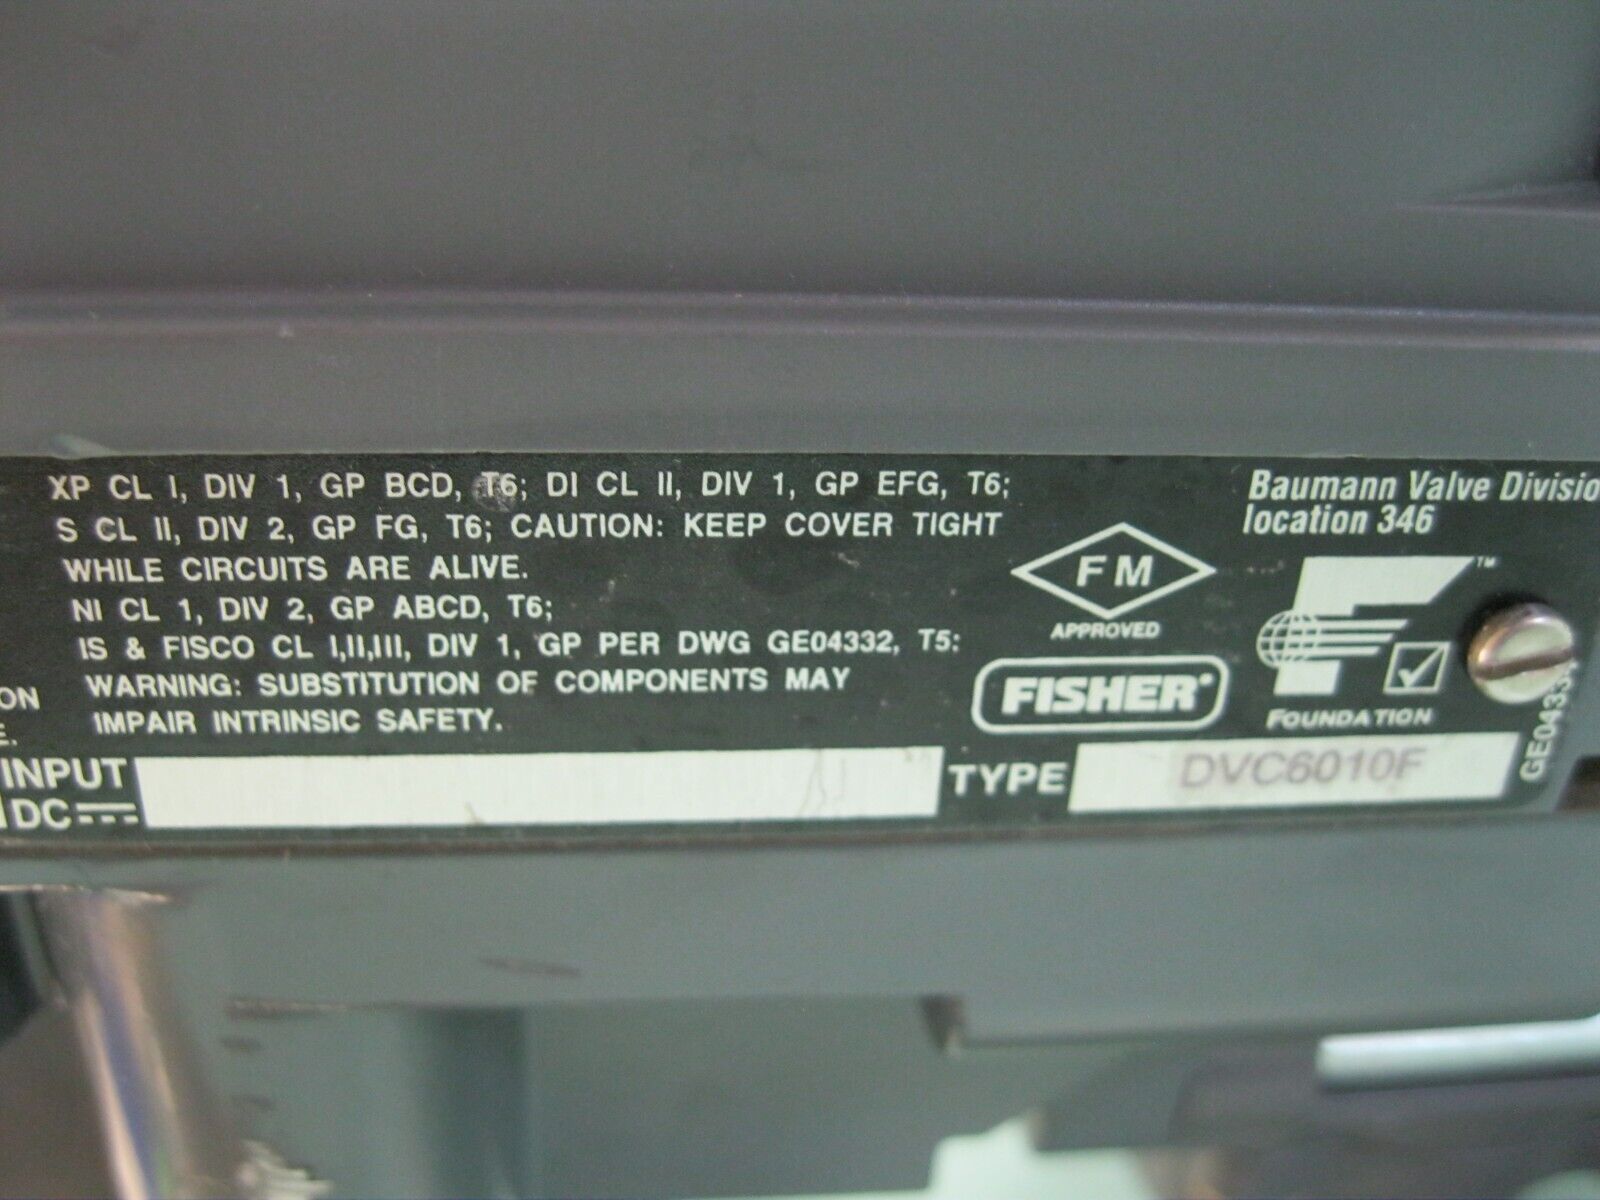 XP CL I, DIV 1, GP BCD, T6; DI CL II, DIV 1, GP EFG, T6;
S CL II, DIV 2, GP FG, T6; CAUTION: KEEP COVER TIGHT
WHILE CIRCUITS ARE ALIVE.
NI CL 1, DIV 2, GP ABCD, T6;
IS & FISCO CL I,II,III, DIV 1, GP PER DWG GE04332, T5:
ON WARNING: SUBSTITUTION OF COMPONENTS MAY
E. IMPAIR INTRINSIC SAFETY.
FM
APPROVED
FISHER®
Baumann Valve Divisio
location 346
TM
FOUNDATION
INPUT
DC
TYPE DVC6010F